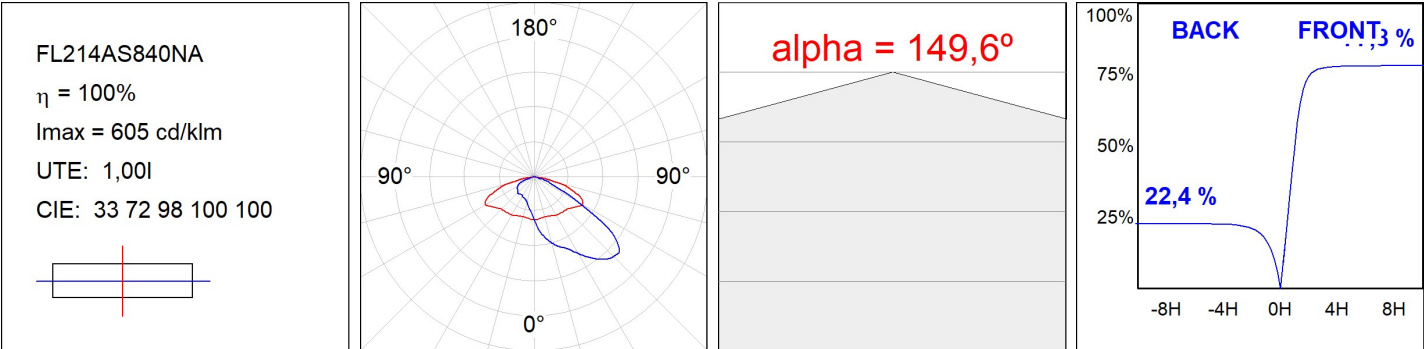 FL214AS840NA
η = 100%
Imax = 605 cd/klm
UTE: 1,00I
CIE: 33 72 98 100 100
180°
90°
90°
0°
alpha = 149,6º
100%
BACK
FRONT
75%
50%
22,4 %
25%
-8H
-4H
0H
4H
8H